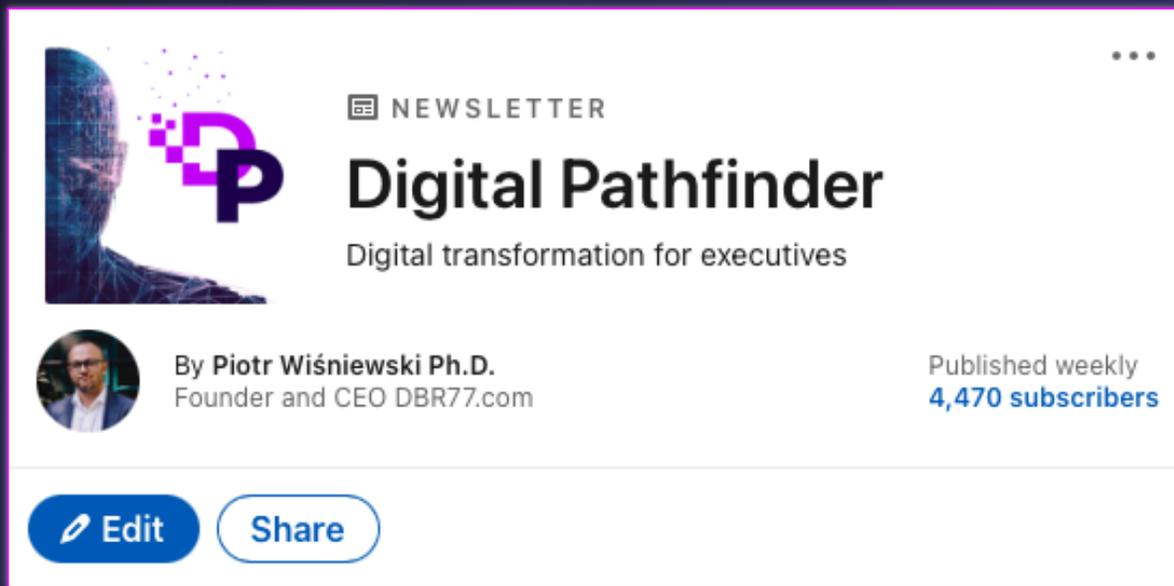 DP
NEWSLETTER
Digital Pathfinder
Digital transformation for executives
By Piotr Wiśniewski Ph.D.
Founder and CEO DBR77.com
Published weekly
4,470 subscribers
Edit
Share